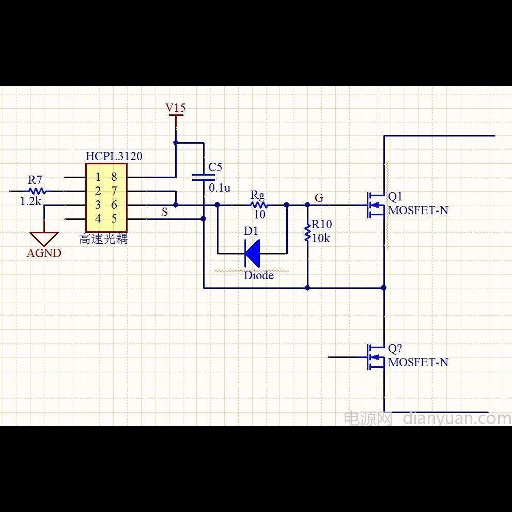 V15
HCPL3120
C5
0.1u
R7
1.2k
1 8
2 7
3 6
4 5
AGND
高速光耦
S
Rg
10
G
D1
Diode
R10
10k
Q1
MOSFET-N
Q?
MOSFET-N
电源网 dianyuan.com